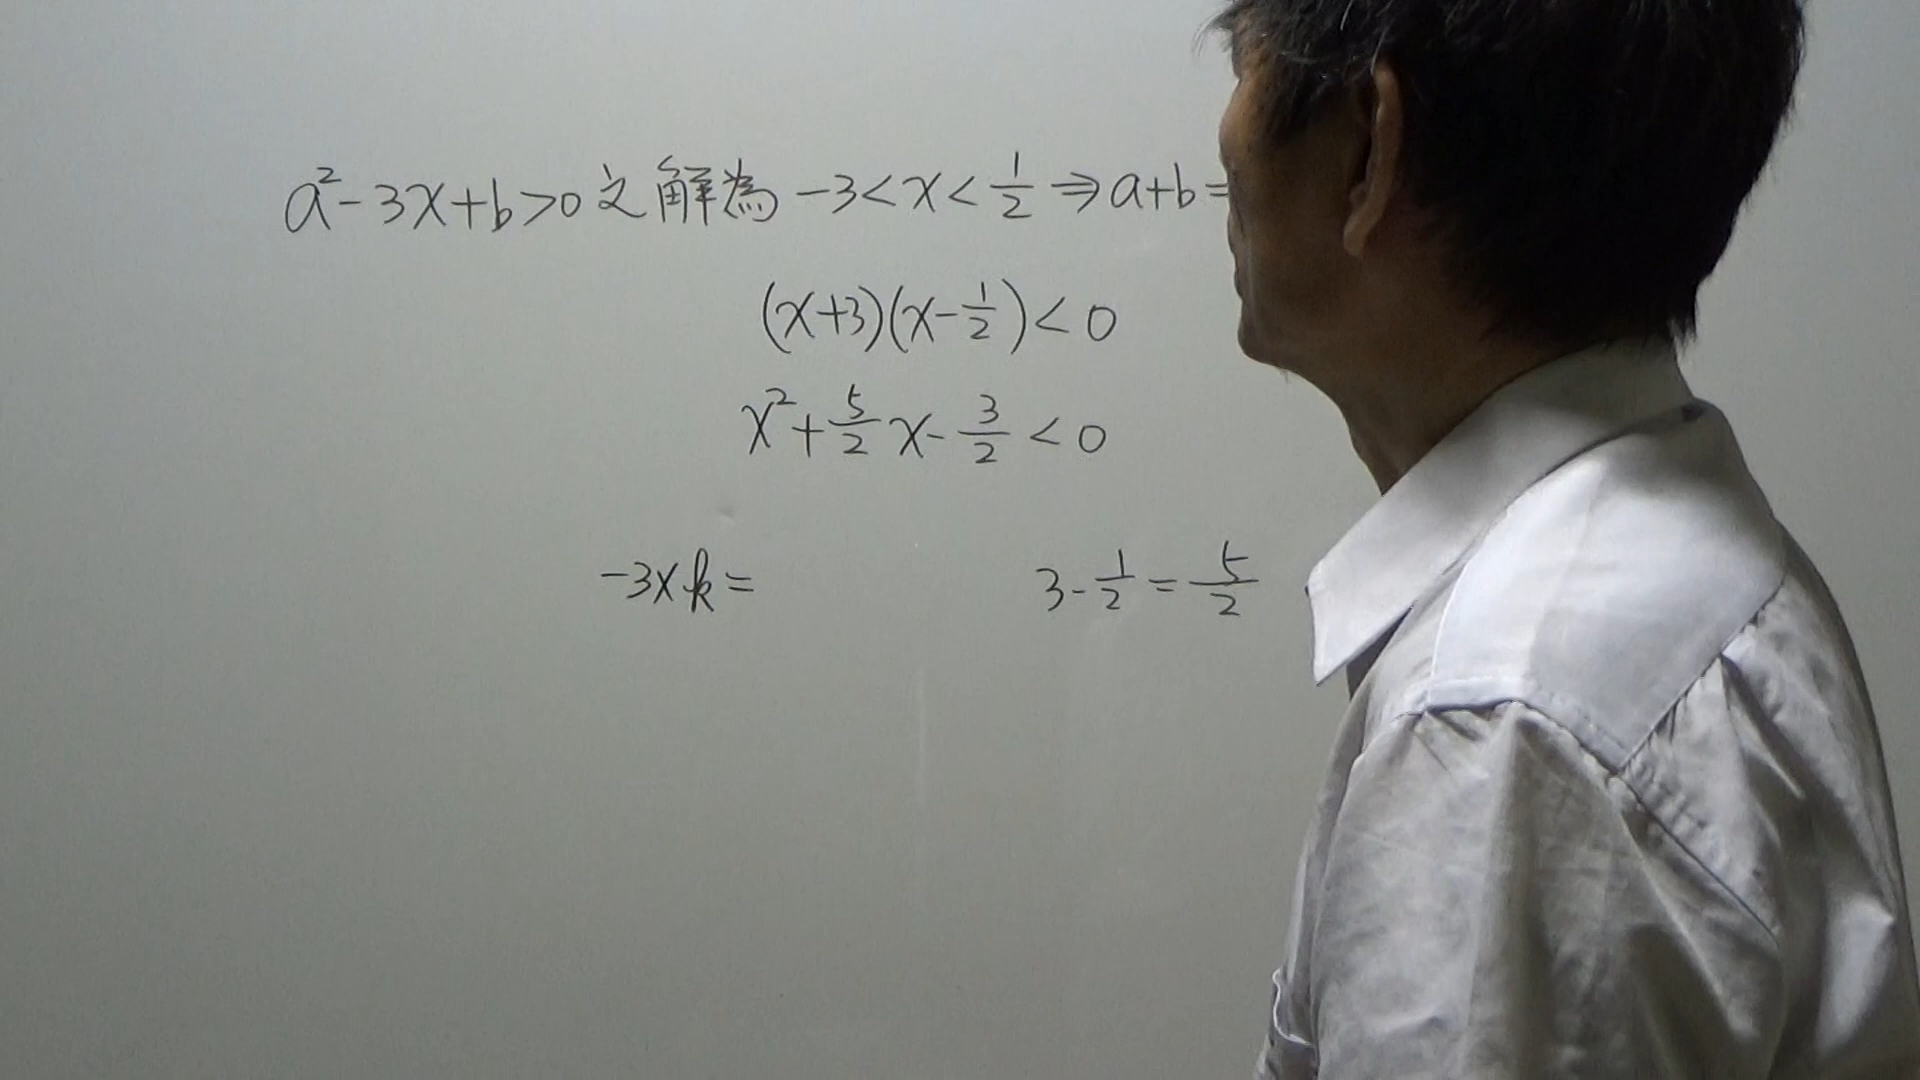 a²-3x+b>0之解為 -3<x<1/2 ⇒ a+b=
(x+3)(x-1/2)<0
x²+5/2x-3/2<0
-3×k= 3-1/2=5/2